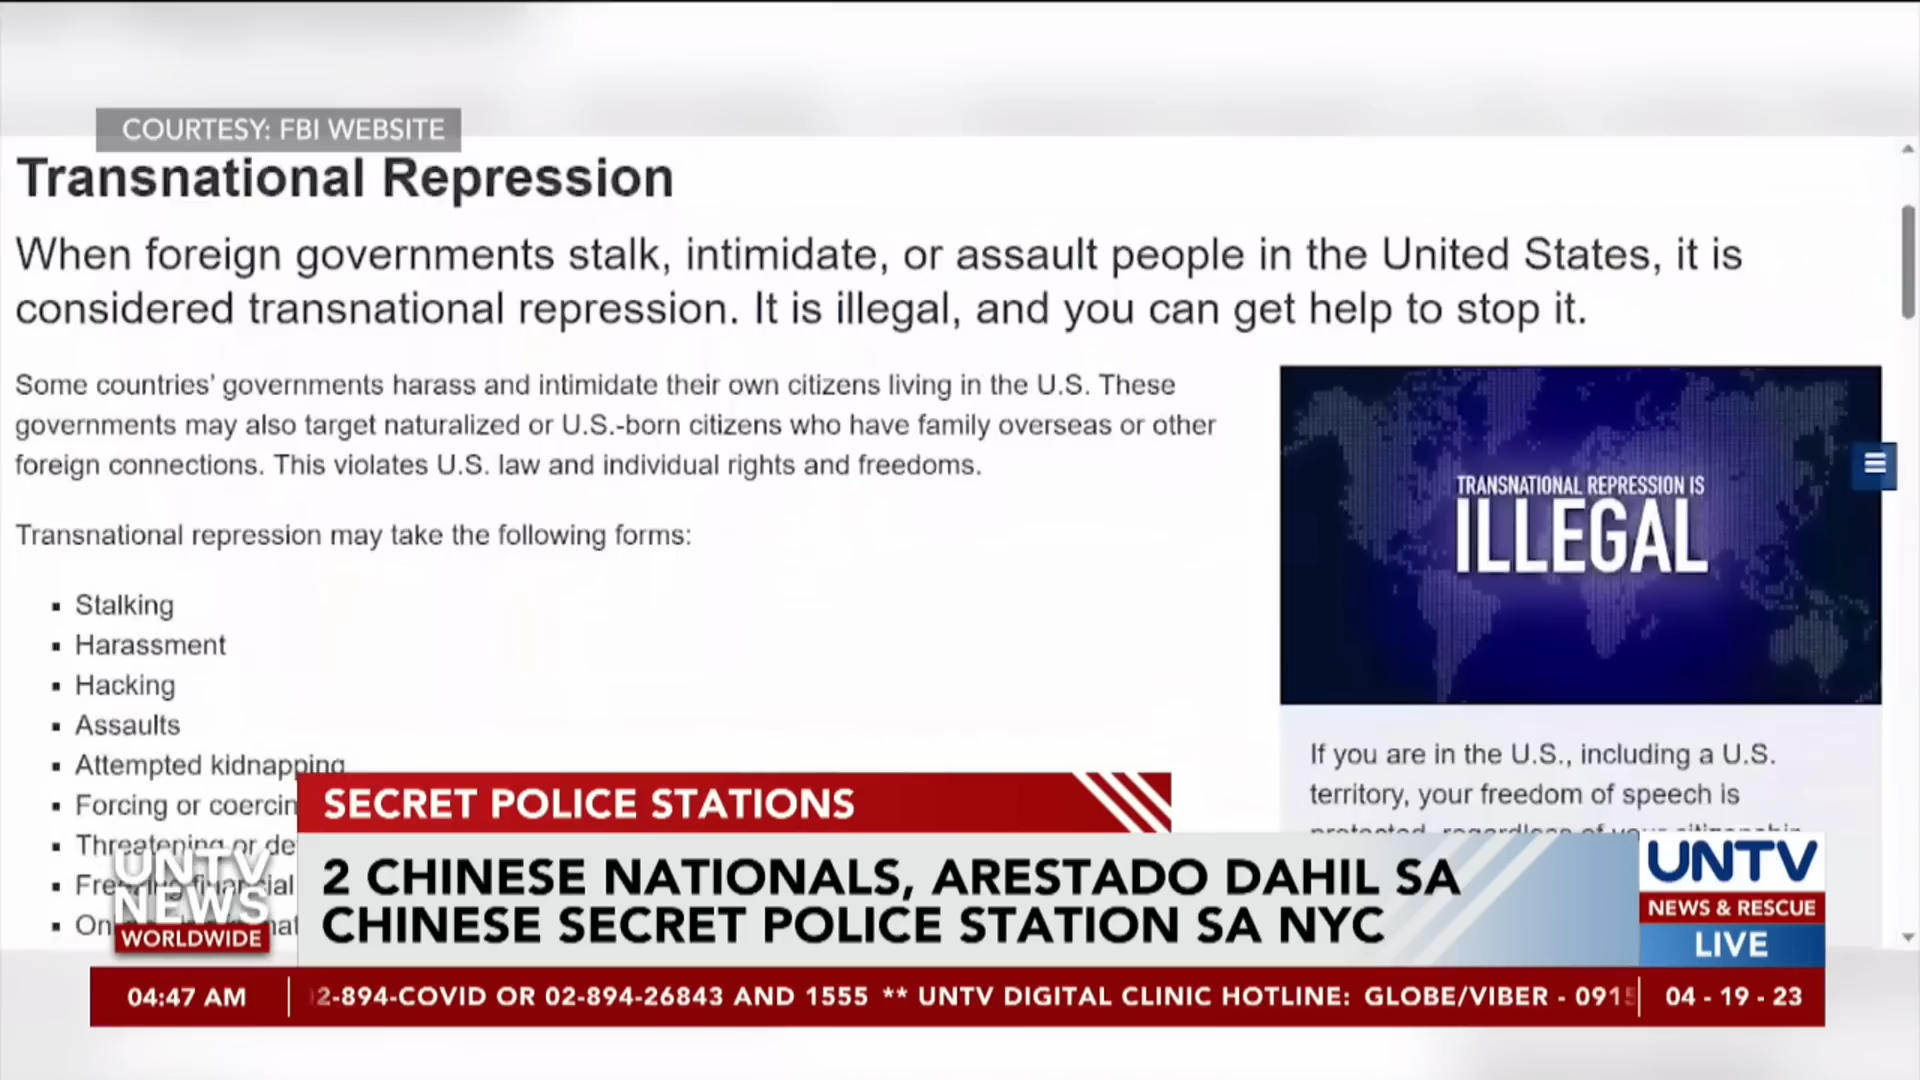 COURTESY: FBI WEBSITE
Transnational Repression
When foreign governments stalk, intimidate, or assault people in the United States, it is
considered transnational repression. It is illegal, and you can get help to stop it.
Some countries’ governments harass and intimidate their own citizens living in the U.S. These
governments may also target naturalized or U.S.-born citizens who have family overseas or other
foreign connections. This violates U.S. law and individual rights and freedoms.
Transnational repression may take the following forms:
▪ Stalking
▪ Harassment
▪ Hacking
▪ Assaults
▪ Attempted kidnapping
▪ Forcing or coercin
▪ Threatening or de
TRANSNATIONAL REPRESSION IS
ILLEGAL
If you are in the U.S., including a U.S.
territory, your freedom of speech is
SECRET POLICE STATIONS
2 CHINESE NATIONALS, ARESTADO DAHIL SA
CHINESE SECRET POLICE STATION SA NYC
UNTV
NEWS
WORLDWIDE
UNTV
NEWS & RESCUE
LIVE
04:47 AM
02-894-COVID OR 02-894-26843 AND 1555 ** UNTV DIGITAL CLINIC HOTLINE: GLOBE/VIBER - 0915
04 - 19 - 23